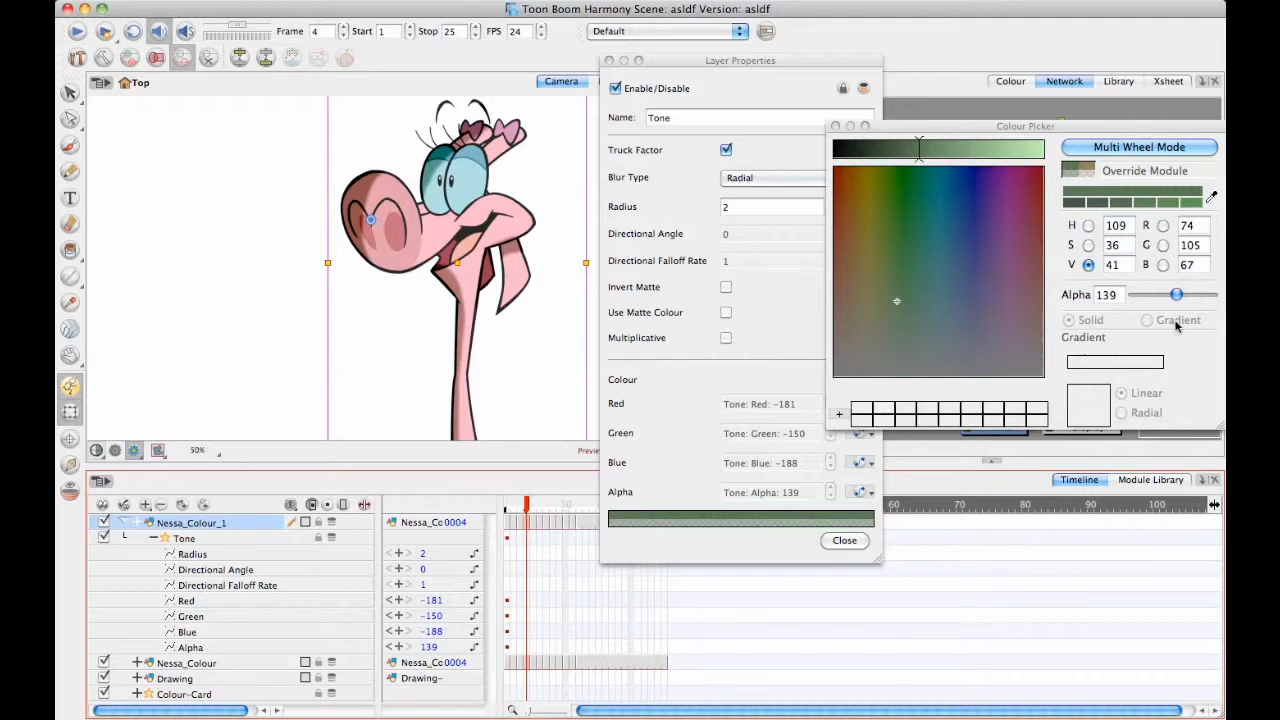 Toon Boom Harmony Scene: asldf Version: asldf
Frame 4 Start 1 Stop 25 FPS 24 Default
Top Camera
Colour Network Library Xsheet
50%
Layer Properties
Enable/Disable
Name: Tone
Truck Factor
Blur Type Radial
Radius 2
Directional Angle 0
Directional Falloff Rate 1
Invert Matte
Use Matte Colour
Multiplicative
Colour
Red Tone: Red: -181
Green Tone: Green: -150
Blue Tone: Blue: -188
Alpha Tone: Alpha: 139
Close
Colour Picker
Multi Wheel Mode
Override Module
H 109 R 74
S 36 G 105
V 41 B 67
Alpha 139
Solid Gradient
Gradient
Linear
Radial
Timeline Module Library
10 60 70 80 90 100
Nessa_Colour_1 Nessa_Co 0004
Tone
Radius 2
Directional Angle 0
Directional Falloff Rate 1
Red -181
Green -150
Blue -188
Alpha 139
Nessa_Colour Nessa_Co 0004
Drawing Drawing-
Colour-Card